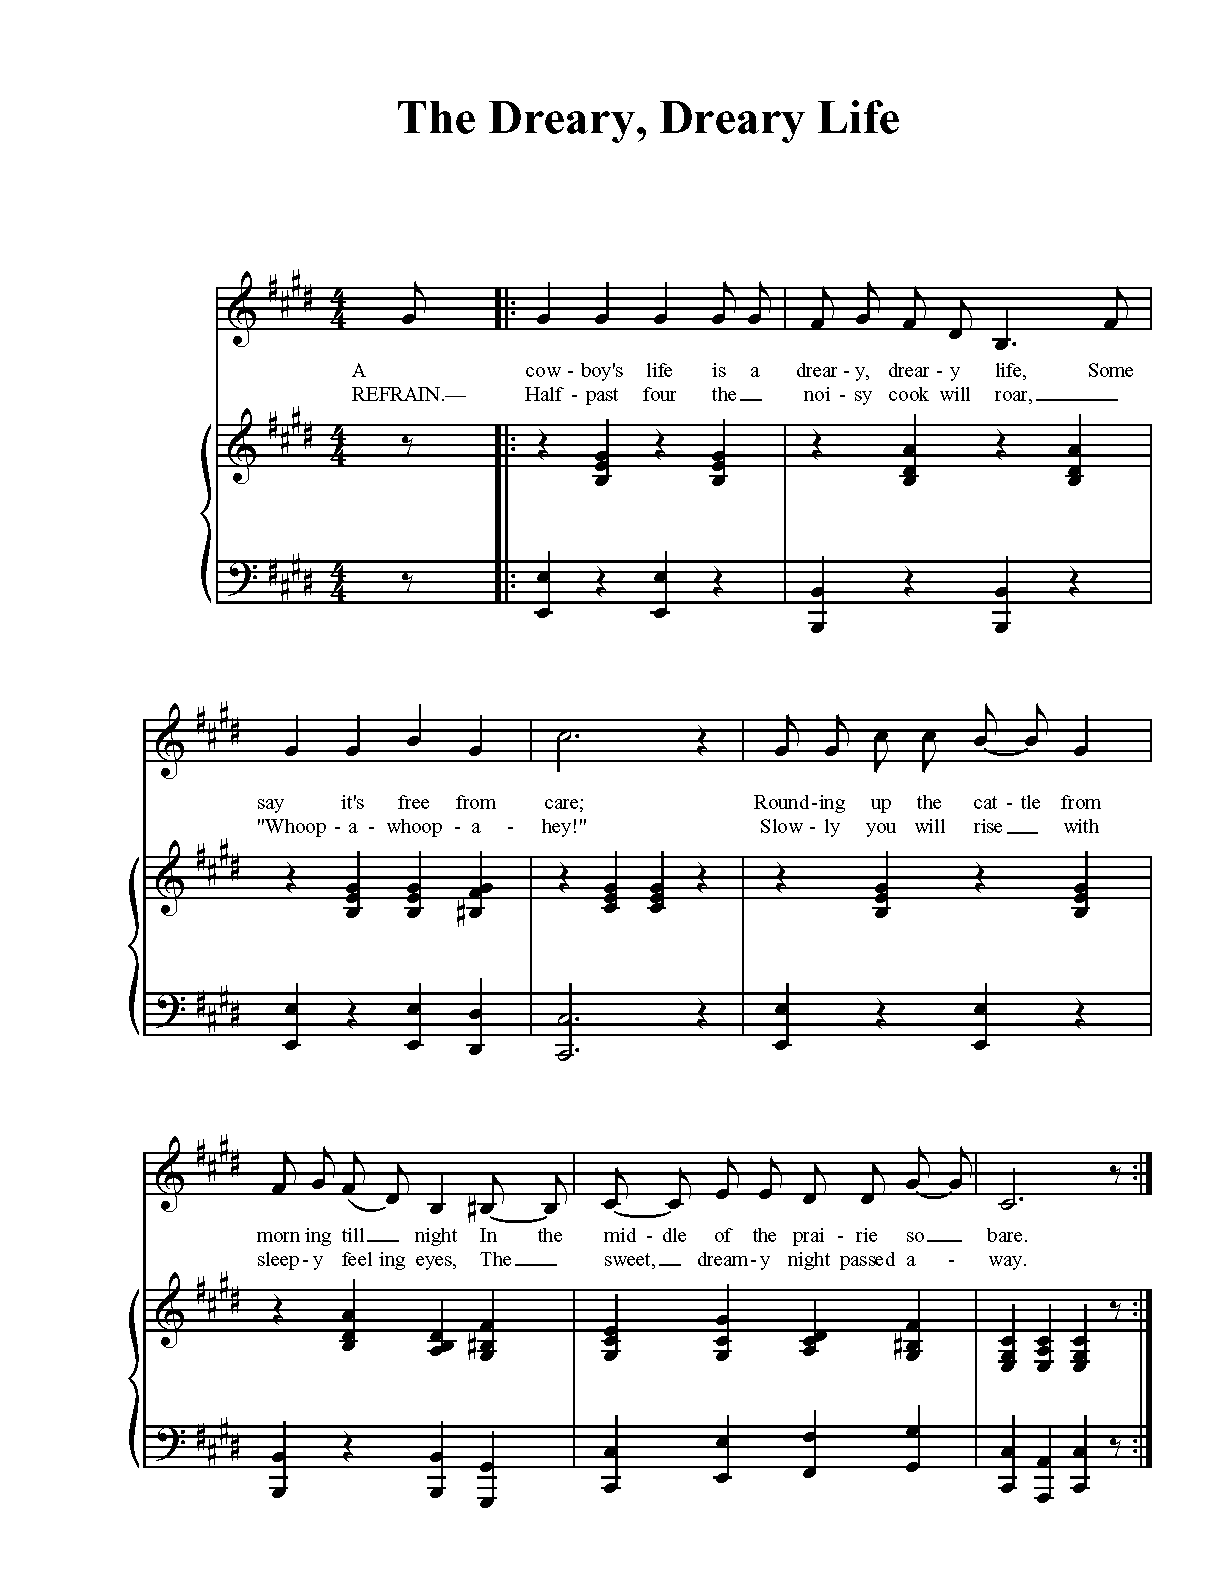 The Dreary, Dreary Life
A cow - boy's life is a drear - y, drear - y life, Some
REFRAIN.— Half - past four the noi - sy cook will roar,
say it's free from care; Round - ing up the cat - tle from
"Whoop - a - whoop - a - hey!" Slow - ly you will rise with
morn ing till night In the mid - dle of the prai - rie so bare.
sleep - y feel ing eyes, The sweet, dream - y night passed a - way.